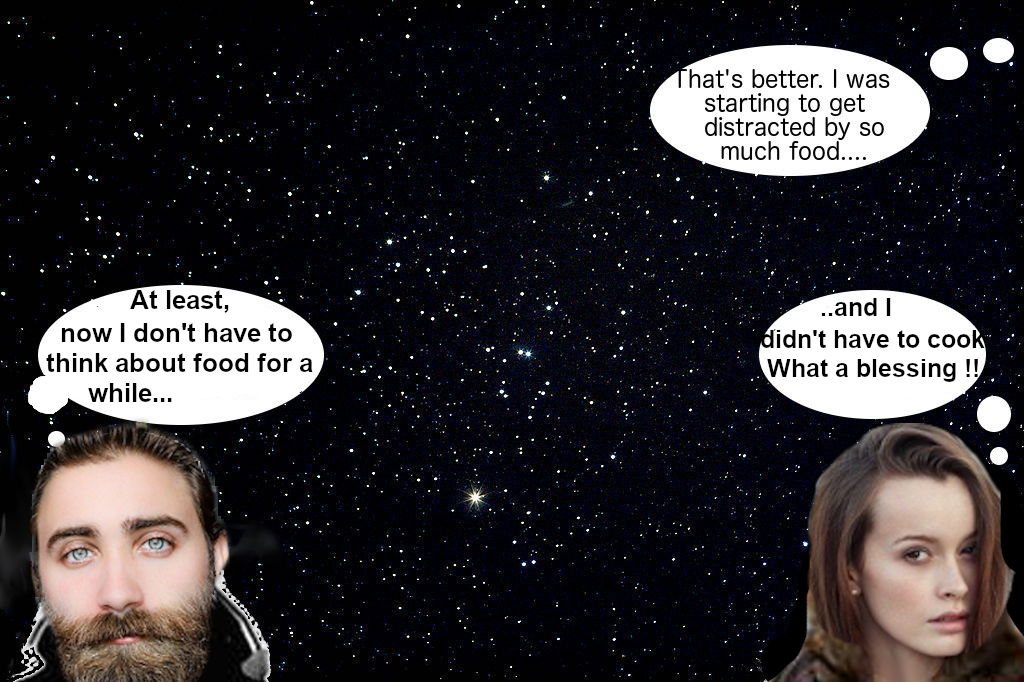 That's better. I was
starting to get
distracted by so
much food....
At least,
now I don't have to
think about food for a
while...
..and I
didn't have to cook
What a blessing !!